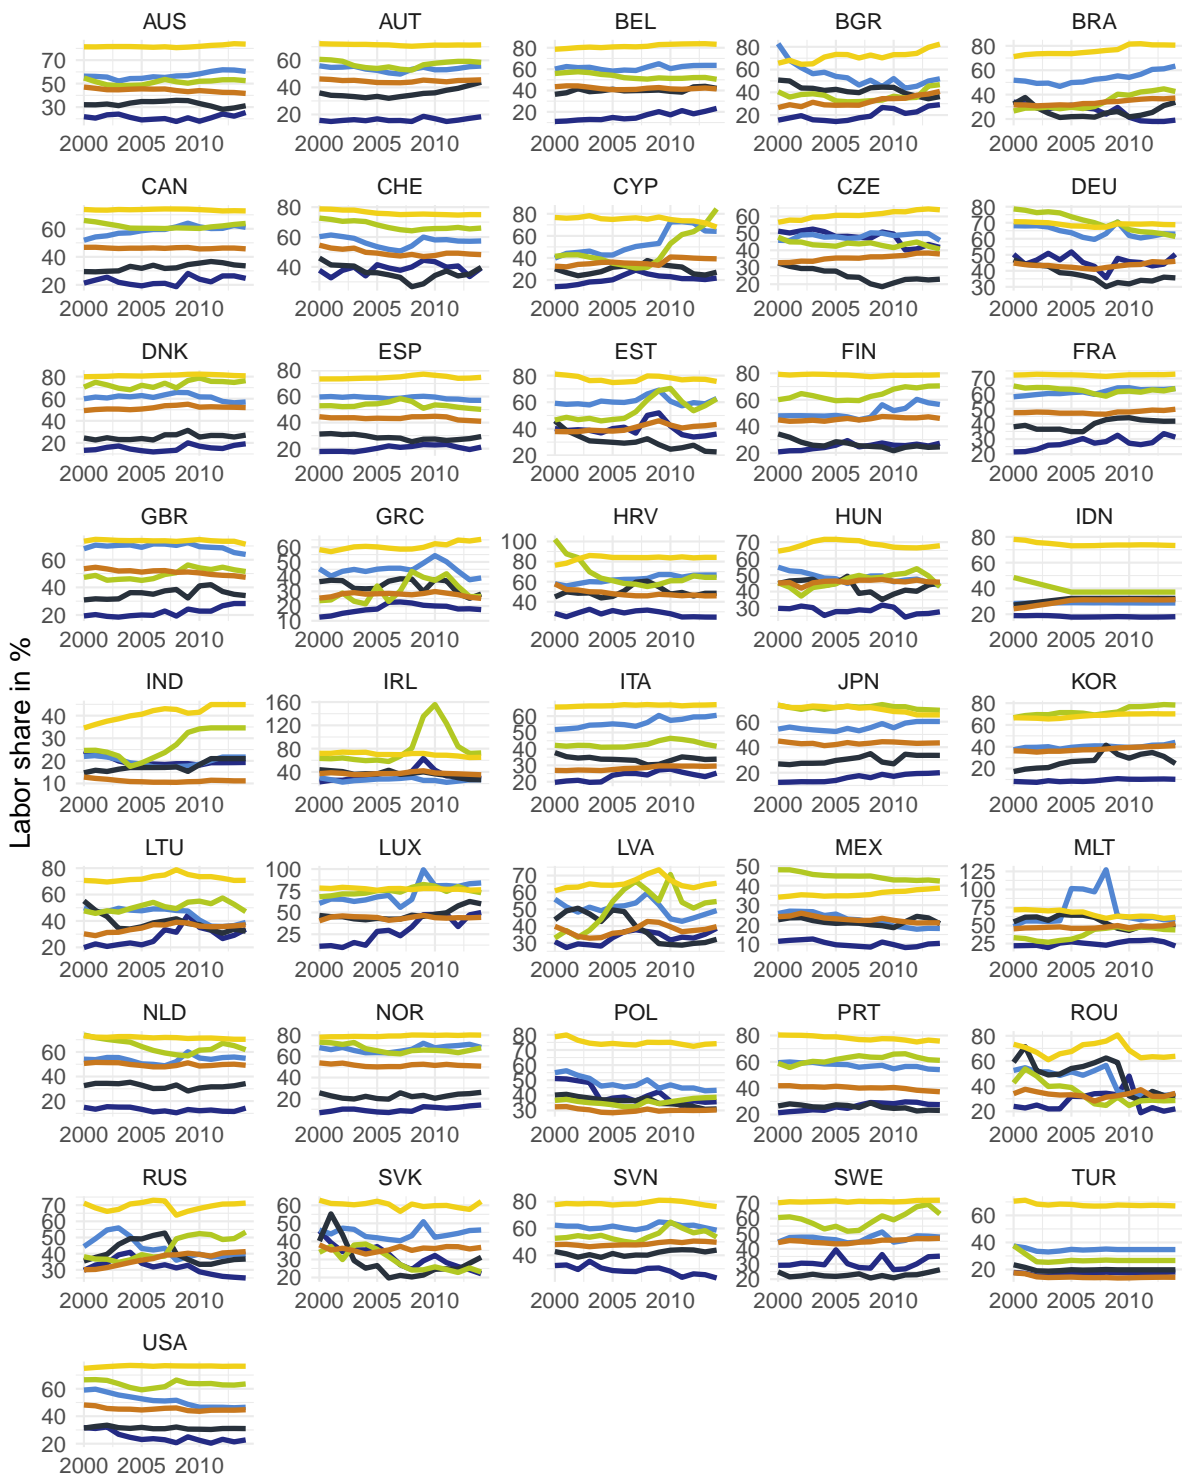 AUS AUT BEL BGR BRA
70 50 30
60 40 20
80 60 40 20
80 60 40 20
80 60 40 20
2000 2005 2010 2000 2005 2010 2000 2005 2010 2000 2005 2010 2000 2005 2010
CAN CHE CYP CZE DEU
60 40 20
80 60 40
80 60 40 20
60 50 40 30 20
80 70 60 50 40 30
2000 2005 2010 2000 2005 2010 2000 2005 2010 2000 2005 2010 2000 2005 2010
DNK ESP EST FIN FRA
80 60 40 20
80 60 40 20
80 60 40 20
80 60 40 20
70 60 50 40 30 20
2000 2005 2010 2000 2005 2010 2000 2005 2010 2000 2005 2010 2000 2005 2010
GBR GRC HRV HUN IDN
60 40 20
60 50 40 30 20 10
100 80 60 40
70 50 30
80 60 40 20
2000 2005 2010 2000 2005 2010 2000 2005 2010 2000 2005 2010 2000 2005 2010
Labor share in %
IND IRL ITA JPN KOR
40 30 20 10
160 120 80 40
60 50 40 30 20
60 40 20
80 60 40 20
2000 2005 2010 2000 2005 2010 2000 2005 2010 2000 2005 2010 2000 2005 2010
LTU LUX LVA MEX MLT
80 60 40 20
100 75 50 25
70 60 50 40 30
50 40 30 20 10
125 100 75 50 25
2000 2005 2010 2000 2005 2010 2000 2005 2010 2000 2005 2010 2000 2005 2010
NLD NOR POL PRT ROU
60 40 20
80 60 40 20
80 70 60 50 40 30
80 60 40 20
80 60 40 20
2000 2005 2010 2000 2005 2010 2000 2005 2010 2000 2005 2010 2000 2005 2010
RUS SVK SVN SWE TUR
70 60 50 40 30
60 50 40 30 20
80 60 40
70 60 50 40 30 20
60 40 20
2000 2005 2010 2000 2005 2010 2000 2005 2010 2000 2005 2010 2000 2005 2010
USA
60 40 20
2000 2005 2010